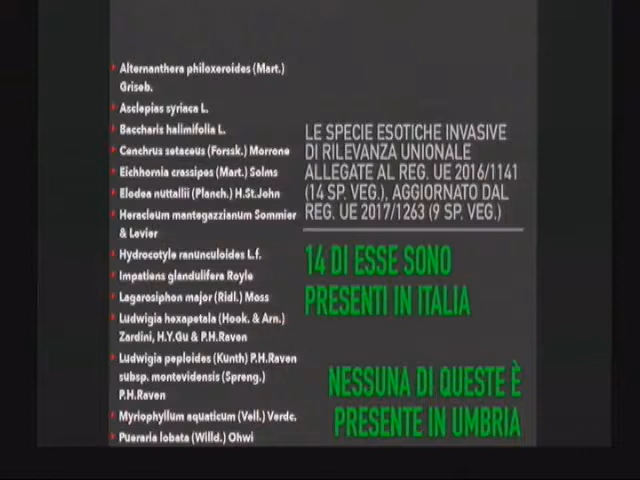 Alternanthera philoxeroides (Mart.)
Griseb.
Asclepias syriaca L.
Baccharis halimifolia L.
Cenchrus setaceus (Forssk.) Morrone
Eichhornia crassipes (Mart.) Solms
Elodea nuttallii (Planch.) H.St.John
Heracleum mantegazzianum Sommier
& Levier
Hydrocotyle ranunculoides L.f.
Impatiens glandulifera Royle
Lagarosiphon major (Ridl.) Moss
Ludwigia hexapetala (Hook. & Arn.)
Zardini, H.Y.Gu & P.H.Raven
Ludwigia peploides (Kunth) P.H.Raven
subsp. montevidensis (Spreng.)
P.H.Raven
Myriophyllum aquaticum (Vell.) Verdc.
Pueraria lobata (Willd.) Ohwi
LE SPECIE ESOTICHE INVASIVE
DI RILEVANZA UNIONALE
ALLEGATE AL REG. UE 2016/1141
(14 SP. VEG.), AGGIORNATO DAL
REG. UE 2017/1263 (9 SP. VEG.)
14 DI ESSE SONO
PRESENTI IN ITALIA
NESSUNA DI QUESTE È
PRESENTE IN UMBRIA